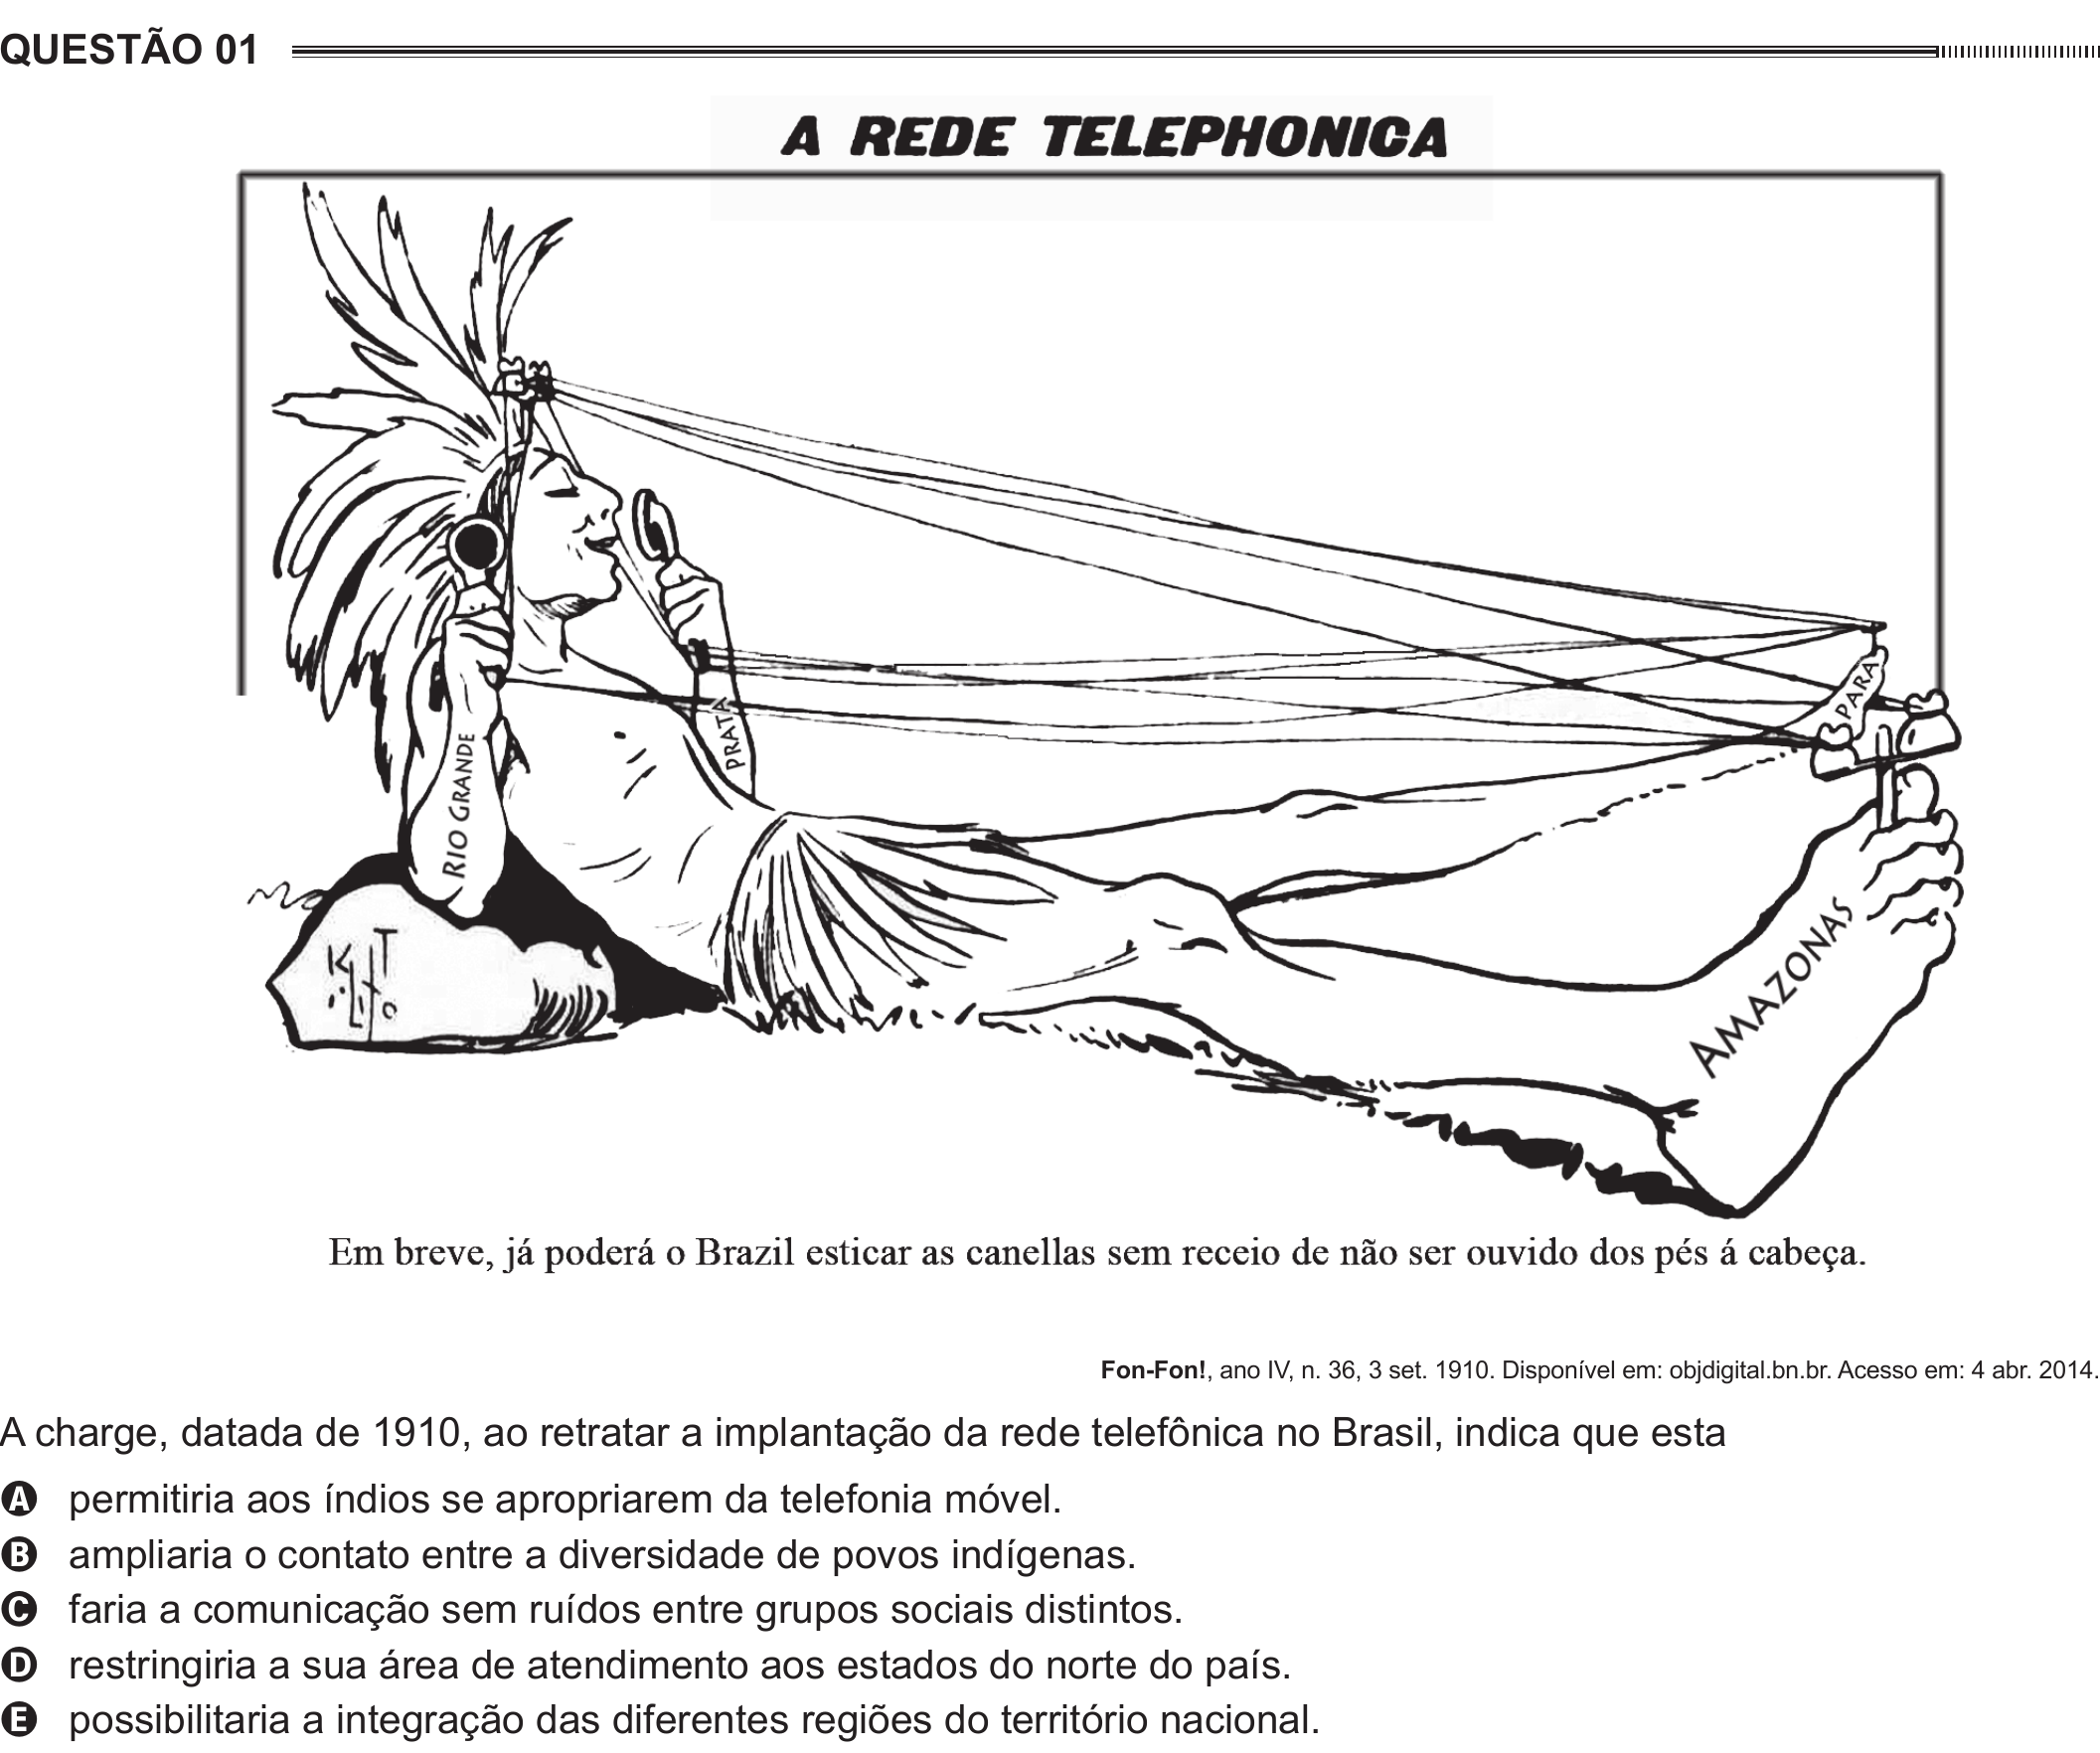 QUESTÃO 01
A REDE TELEPHONICA
PARÁ
PRATA
RIO GRANDE
AMAZONAS
Em breve, já poderá o Brazil esticar as canellas sem receio de não ser ouvido dos pés á cabeça.
Fon-Fon!, ano IV, n. 36, 3 set. 1910. Disponível em: objdigital.bn.br. Acesso em: 4 abr. 2014.
A charge, datada de 1910, ao retratar a implantação da rede telefônica no Brasil, indica que esta
A permitiria aos índios se apropriarem da telefonia móvel.
B ampliaria o contato entre a diversidade de povos indígenas.
C faria a comunicação sem ruídos entre grupos sociais distintos.
D restringiria a sua área de atendimento aos estados do norte do país.
E possibilitaria a integração das diferentes regiões do território nacional.